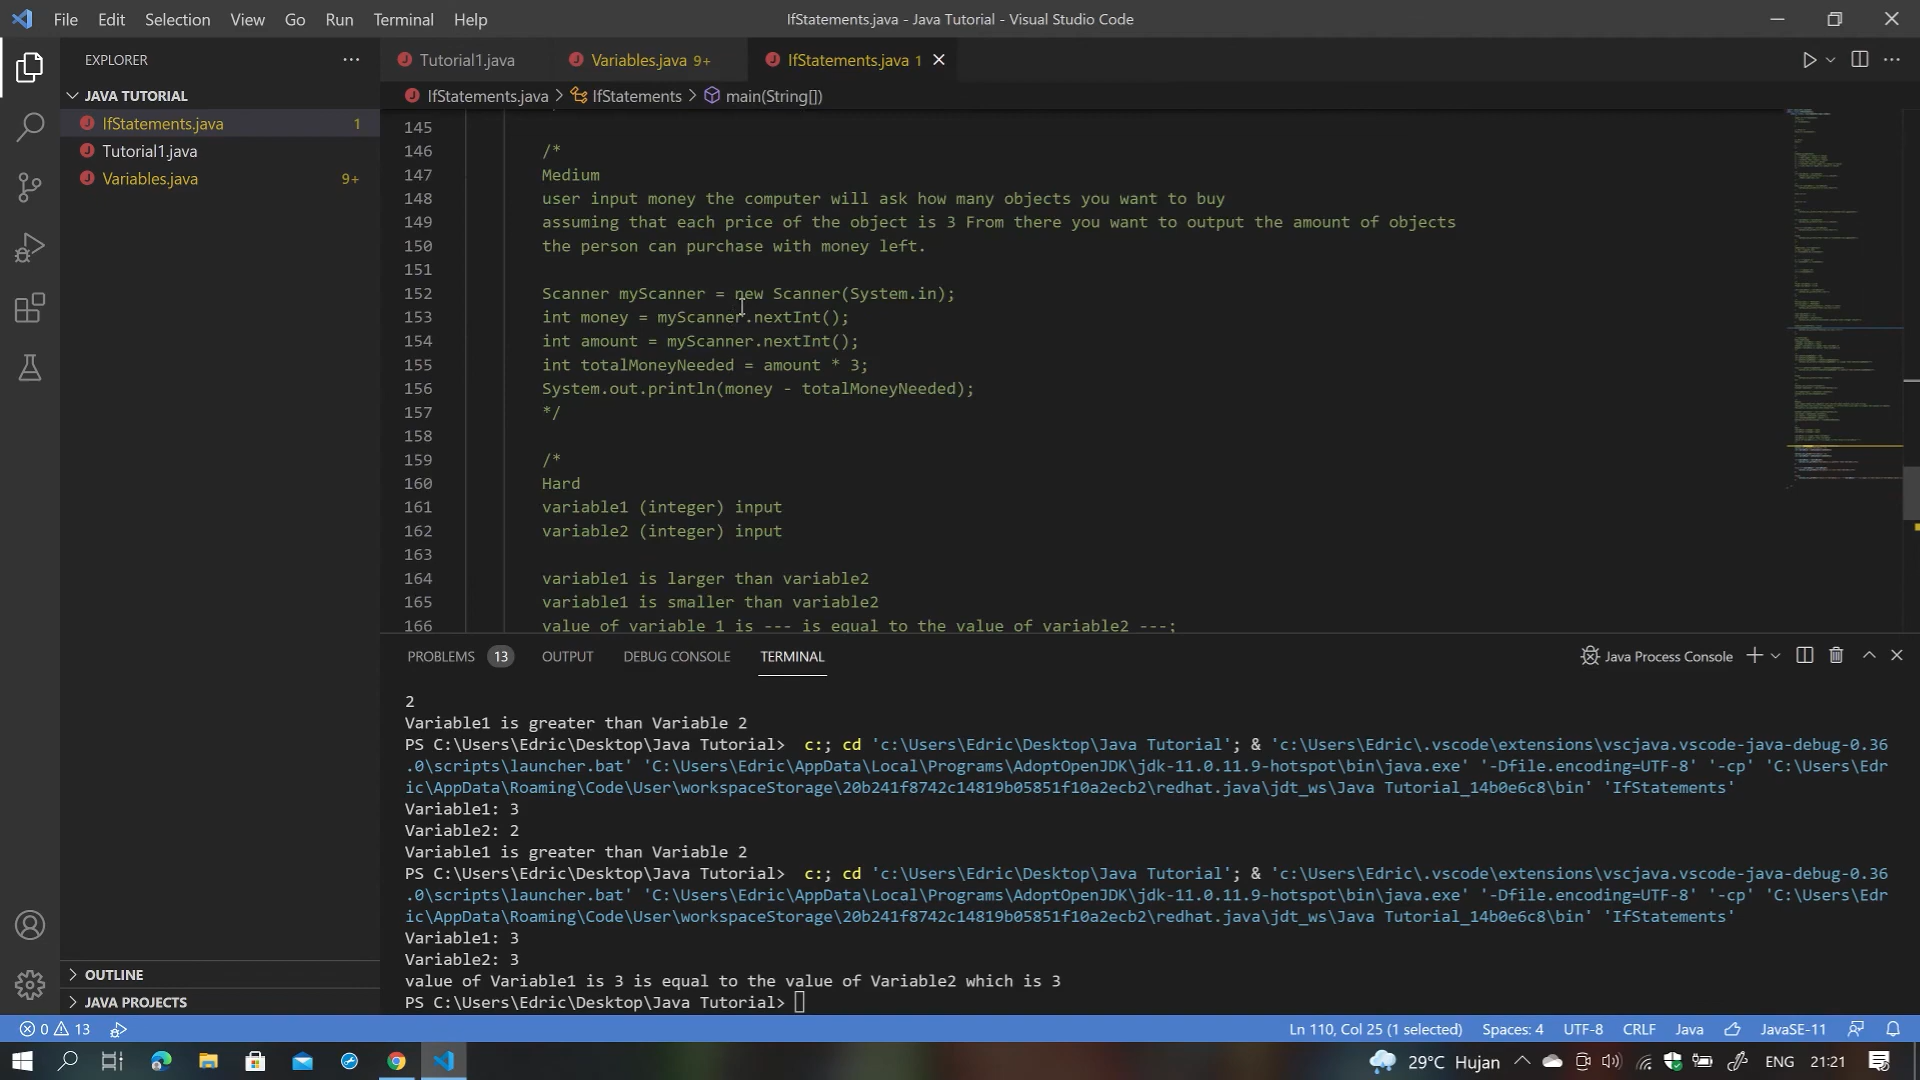 File Edit Selection View Go Run Terminal Help
IfStatements.java - Java Tutorial - Visual Studio Code
EXPLORER
JAVA TUTORIAL
IfStatements.java 1
Tutorial1.java
Variables.java 9+
OUTLINE
JAVA PROJECTS
Tutorial1.java
Variables.java 9+
IfStatements.java 1
IfStatements.java > IfStatements > main(String[])
145
146 /*
147 Medium
148 user input money the computer will ask how many objects you want to buy
149 assuming that each price of the object is 3 From there you want to output the amount of objects
150 the person can purchase with money left.
151
152 Scanner myScanner = new Scanner(System.in);
153 int money = myScanner.nextInt();
154 int amount = myScanner.nextInt();
155 int totalMoneyNeeded = amount * 3;
156 System.out.println(money - totalMoneyNeeded);
157 */
158
159 /*
160 Hard
161 variable1 (integer) input
162 variable2 (integer) input
163
164 variable1 is larger than variable2
165 variable1 is smaller than variable2
166 value of variable 1 is --- is equal to the value of variable2 ---;
PROBLEMS 13 OUTPUT DEBUG CONSOLE TERMINAL
Java Process Console
2
Variable1 is greater than Variable 2
PS C:\Users\Edric\Desktop\Java Tutorial>  c:; cd 'c:\Users\Edric\Desktop\Java Tutorial'; & 'c:\Users\Edric\.vscode\extensions\vscjava.vscode-java-debug-0.36
.0\scripts\launcher.bat' 'C:\Users\Edric\AppData\Local\Programs\AdoptOpenJDK\jdk-11.0.11.9-hotspot\bin\java.exe' '-Dfile.encoding=UTF-8' '-cp' 'C:\Users\Edr
ic\AppData\Roaming\Code\User\workspaceStorage\20b241f8742c14819b05851f10a2ecb2\redhat.java\jdt_ws\Java Tutorial_14b0e6c8\bin' 'IfStatements'
Variable1: 3
Variable2: 2
Variable1 is greater than Variable 2
PS C:\Users\Edric\Desktop\Java Tutorial>  c:; cd 'c:\Users\Edric\Desktop\Java Tutorial'; & 'c:\Users\Edric\.vscode\extensions\vscjava.vscode-java-debug-0.36
.0\scripts\launcher.bat' 'C:\Users\Edric\AppData\Local\Programs\AdoptOpenJDK\jdk-11.0.11.9-hotspot\bin\java.exe' '-Dfile.encoding=UTF-8' '-cp' 'C:\Users\Edr
ic\AppData\Roaming\Code\User\workspaceStorage\20b241f8742c14819b05851f10a2ecb2\redhat.java\jdt_ws\Java Tutorial_14b0e6c8\bin' 'IfStatements'
Variable1: 3
Variable2: 3
value of Variable1 is 3 is equal to the value of Variable2 which is 3
PS C:\Users\Edric\Desktop\Java Tutorial>
0 13
Ln 110, Col 25 (1 selected) Spaces: 4 UTF-8 CRLF Java JavaSE-11
29°C Hujan ENG 21:21